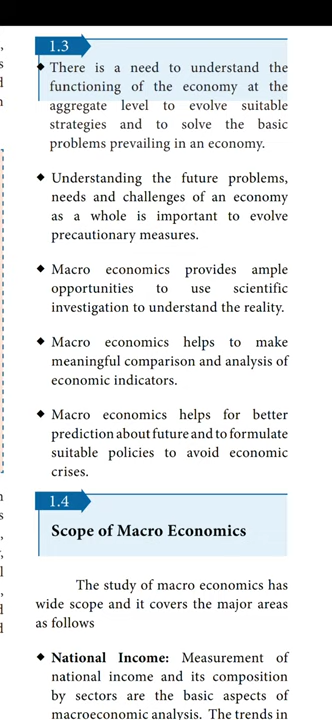 1.3
◆ There is a need to understand the
functioning of the economy at the
aggregate level to evolve suitable
strategies and to solve the basic
problems prevailing in an economy.
◆ Understanding the future problems,
needs and challenges of an economy
as a whole is important to evolve
precautionary measures.
◆ Macro economics provides ample
opportunities to use scientific
investigation to understand the reality.
◆ Macro economics helps to make
meaningful comparison and analysis of
economic indicators.
◆ Macro economics helps for better
prediction about future and to formulate
suitable policies to avoid economic
crises.
1.4
Scope of Macro Economics
The study of macro economics has
wide scope and it covers the major areas
as follows
◆ National Income: Measurement of
national income and its composition
by sectors are the basic aspects of
macroeconomic analysis. The trends in